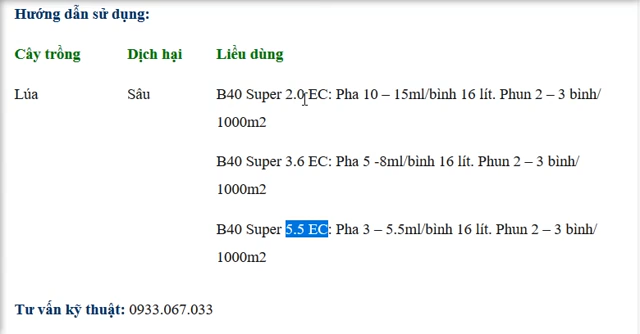 Hướng dẫn sử dụng:
Cây trồng Dịch hại Liều dùng
Lúa Sâu B40 Super 2.0 EC: Pha 10 – 15ml/bình 16 lít. Phun 2 – 3 bình/
1000m2
B40 Super 3.6 EC: Pha 5 -8ml/bình 16 lít. Phun 2 – 3 bình/
1000m2
B40 Super 5.5 EC: Pha 3 – 5.5ml/bình 16 lít. Phun 2 – 3 bình/
1000m2
Tư vấn kỹ thuật: 0933.067.033